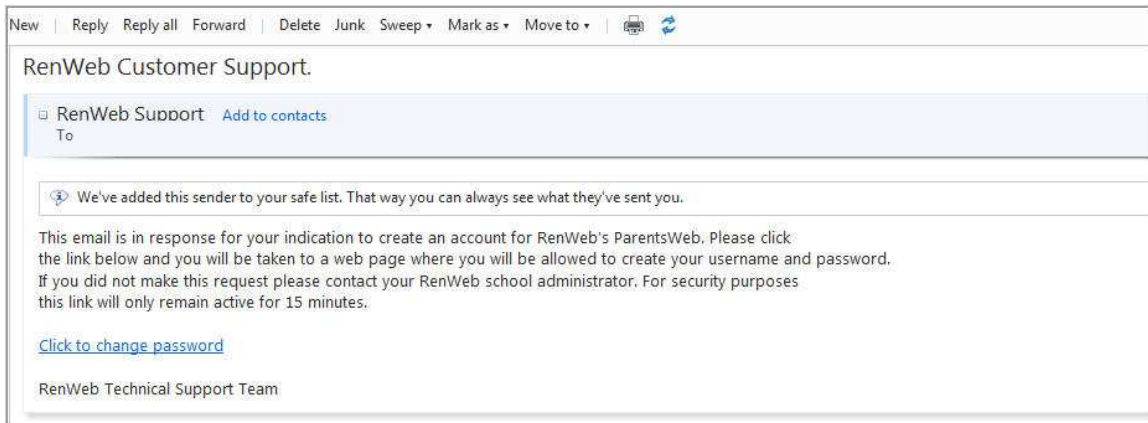 New | Reply Reply all Forward | Delete Junk Sweep Mark as Move to |
RenWeb Customer Support.
RenWeb Support Add to contacts
To
We've added this sender to your safe list. That way you can always see what they've sent you.
This email is in response for your indication to create an account for RenWeb's ParentsWeb. Please click
the link below and you will be taken to a web page where you will be allowed to create your username and password.
If you did not make this request please contact your RenWeb school administrator. For security purposes
this link will only remain active for 15 minutes.
Click to change password
RenWeb Technical Support Team